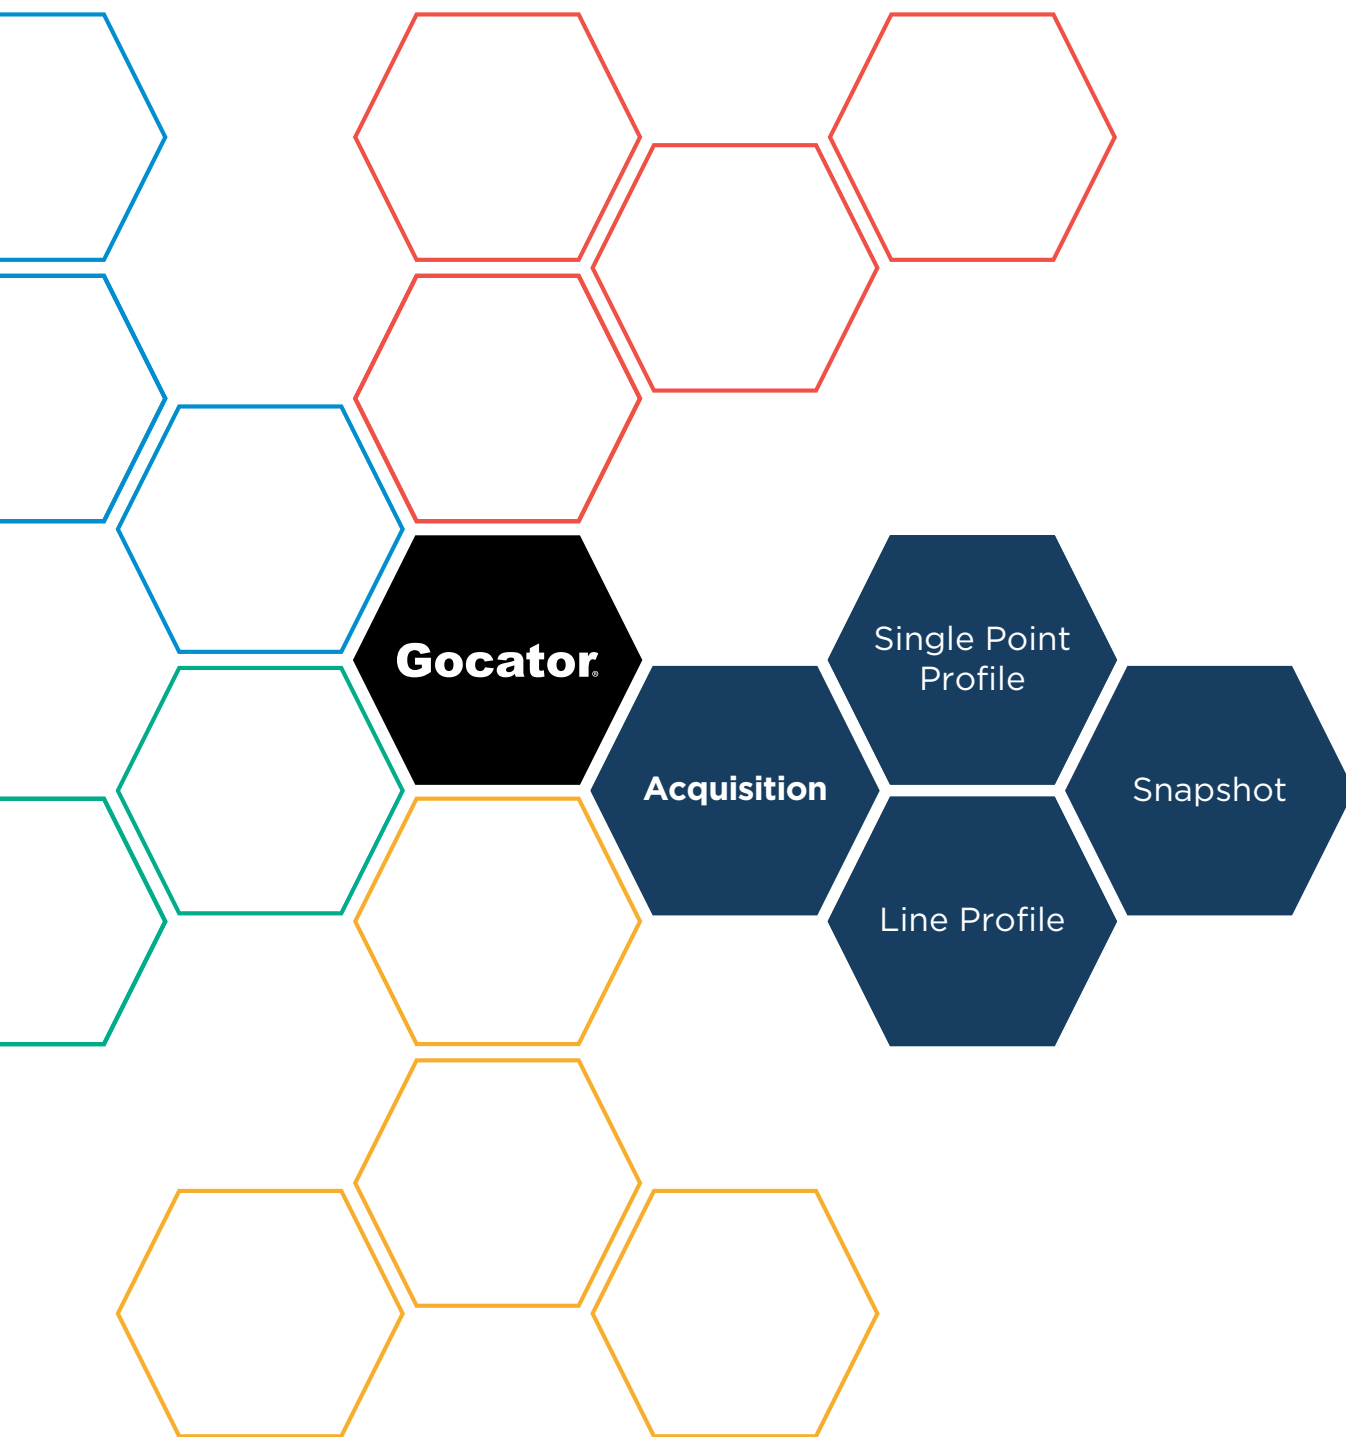 Gocator®
Acquisition
Single Point
Profile
Line Profile
Snapshot